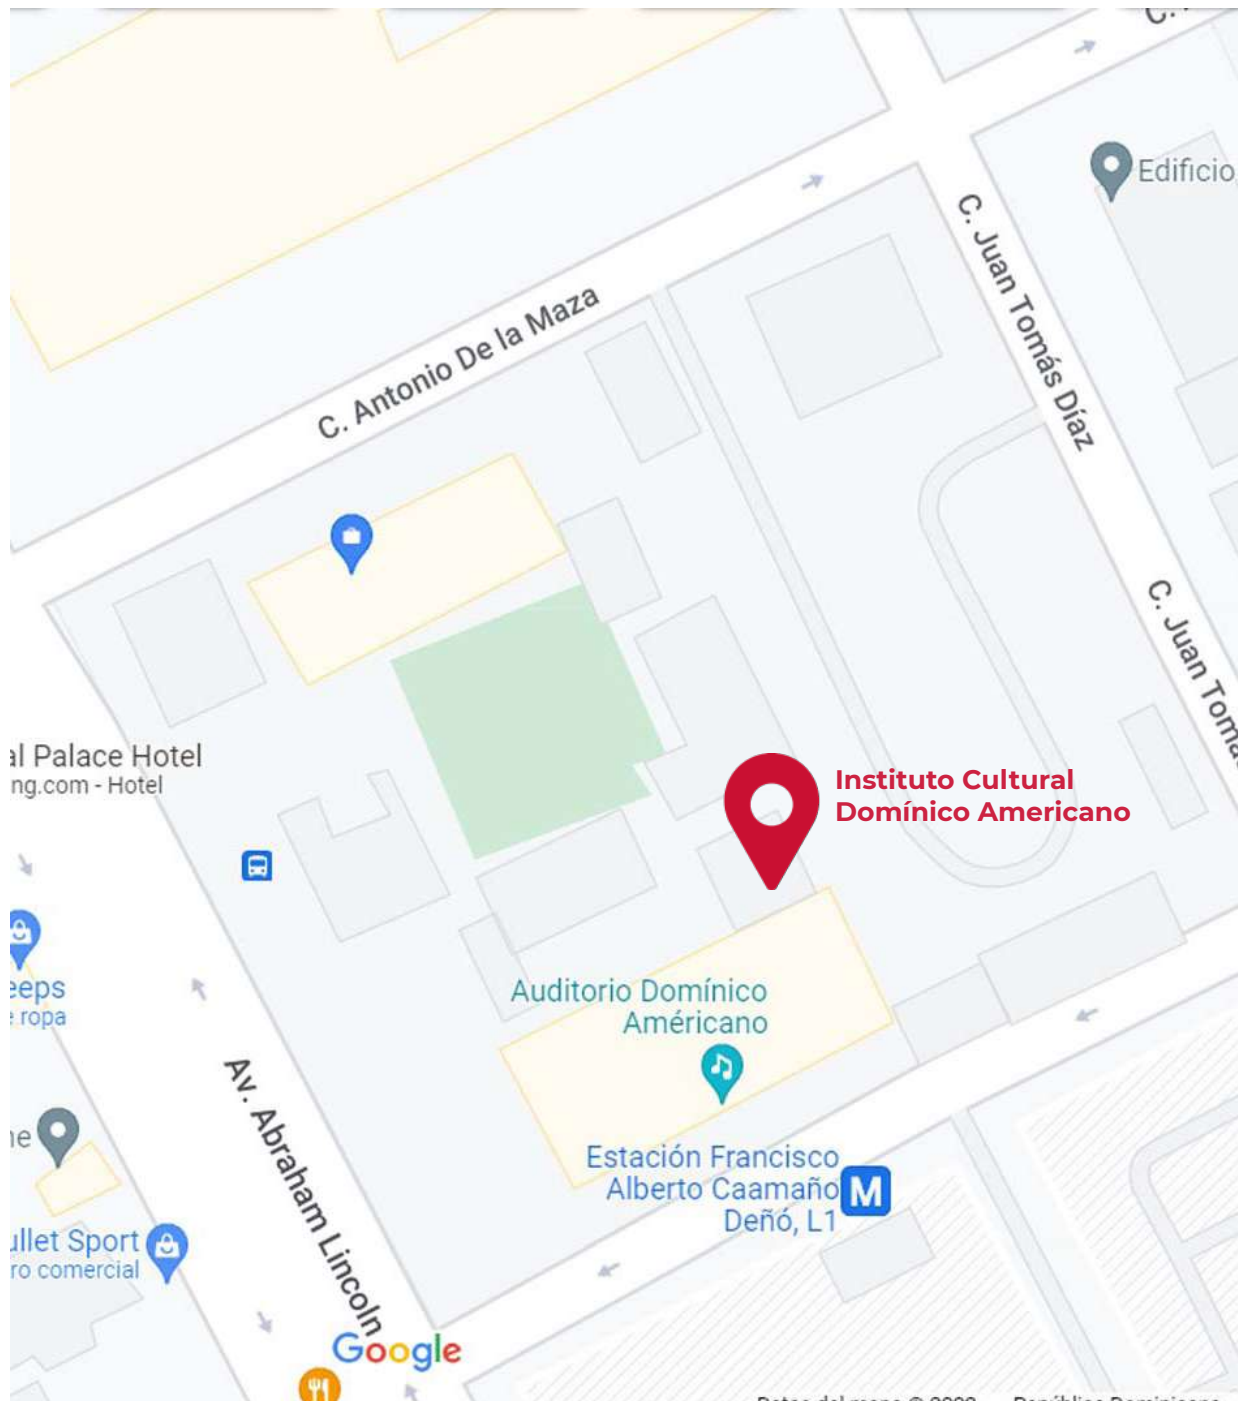 Edificio
C. Juan Tomás Díaz
C. Antonio De la Maza
C. Juan Tomás
al Palace Hotel
ng.com - Hotel
Instituto Cultural
Domínico Americano
eeps
ropa
Auditorio Domínico
Américano
Av. Abraham Lincoln
ne
Estación Francisco
Alberto Caamaño
Deñó, L1
M
ullet Sport
ro comercial
Google